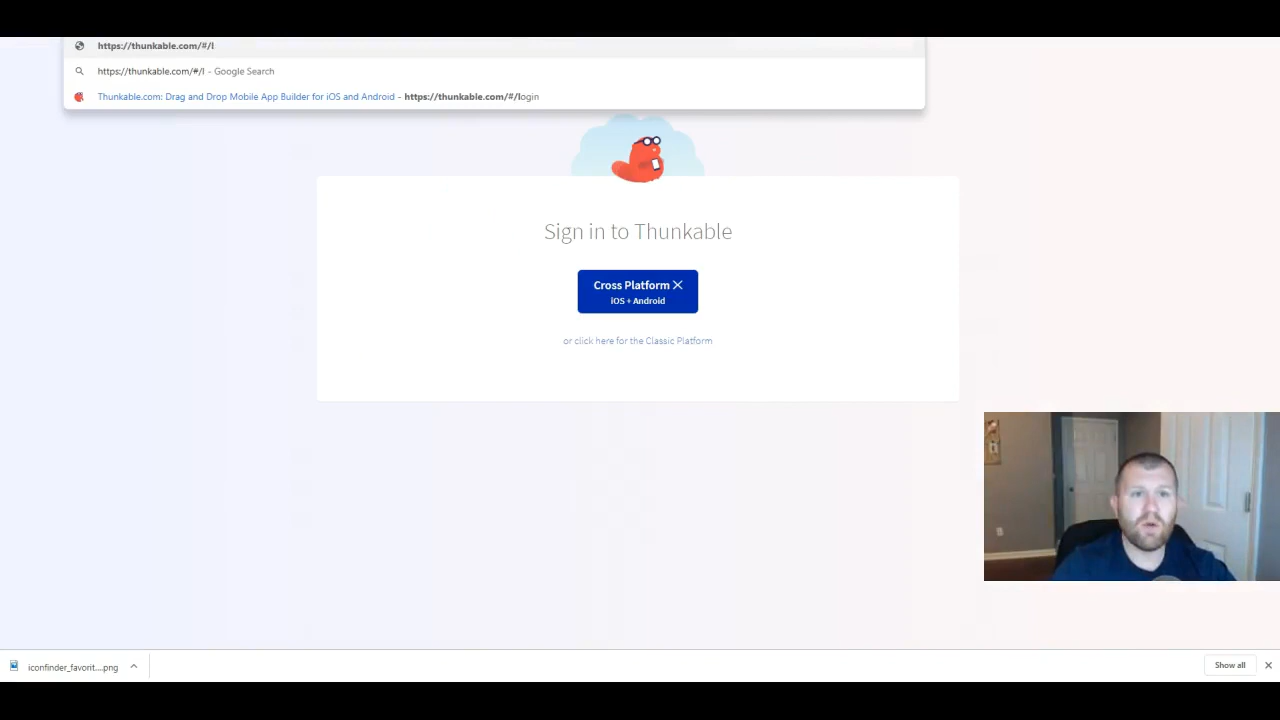 https://thunkable.com/#/l
https://thunkable.com/#/l - Google Search
Thunkable.com: Drag and Drop Mobile App Builder for iOS and Android - https://thunkable.com/#/login
Sign in to Thunkable
Cross Platform
iOS + Android
or click here for the Classic Platform
iconfinder_favorit....png
Show all